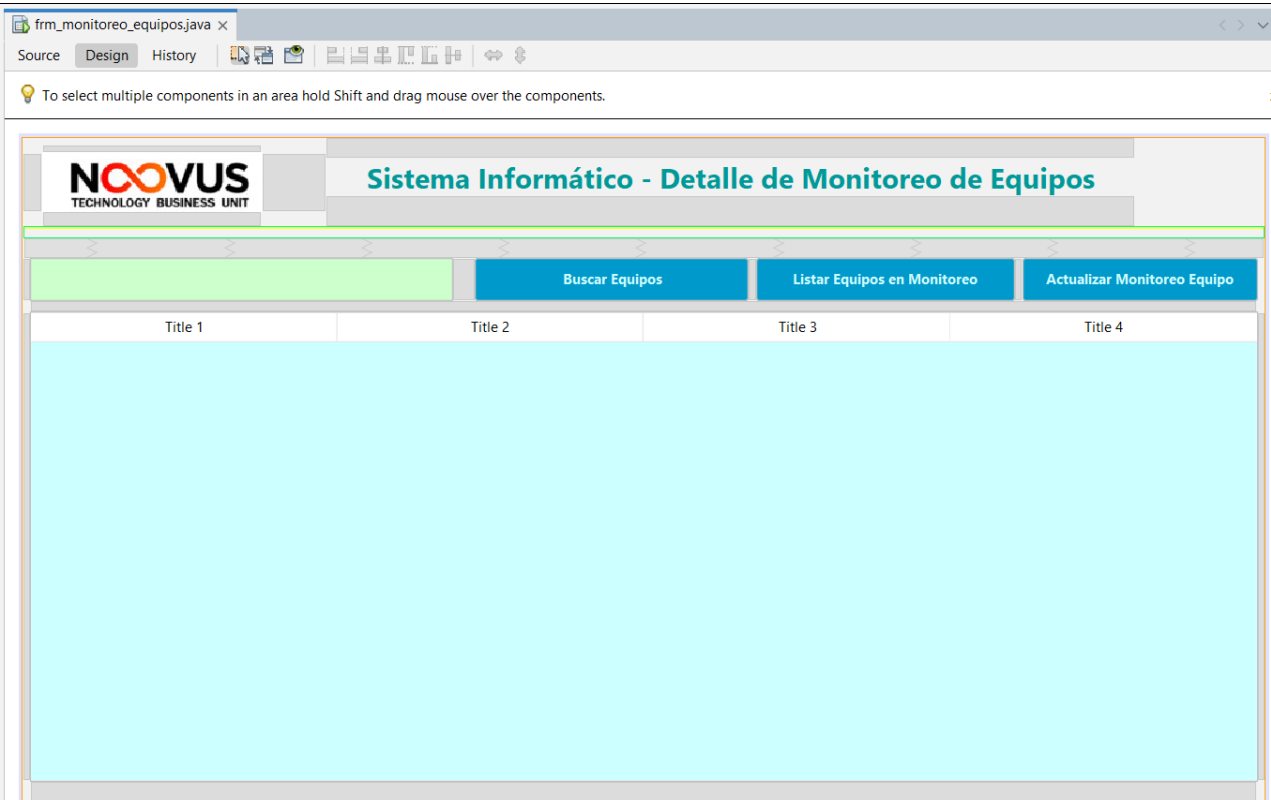 frm_monitoreo_equipos.java
Source Design History
To select multiple components in an area hold Shift and drag mouse over the components.
NOOVUS
TECHNOLOGY BUSINESS UNIT
Sistema Informático - Detalle de Monitoreo de Equipos
Buscar Equipos Listar Equipos en Monitoreo Actualizar Monitoreo Equipo
Title 1 Title 2 Title 3 Title 4